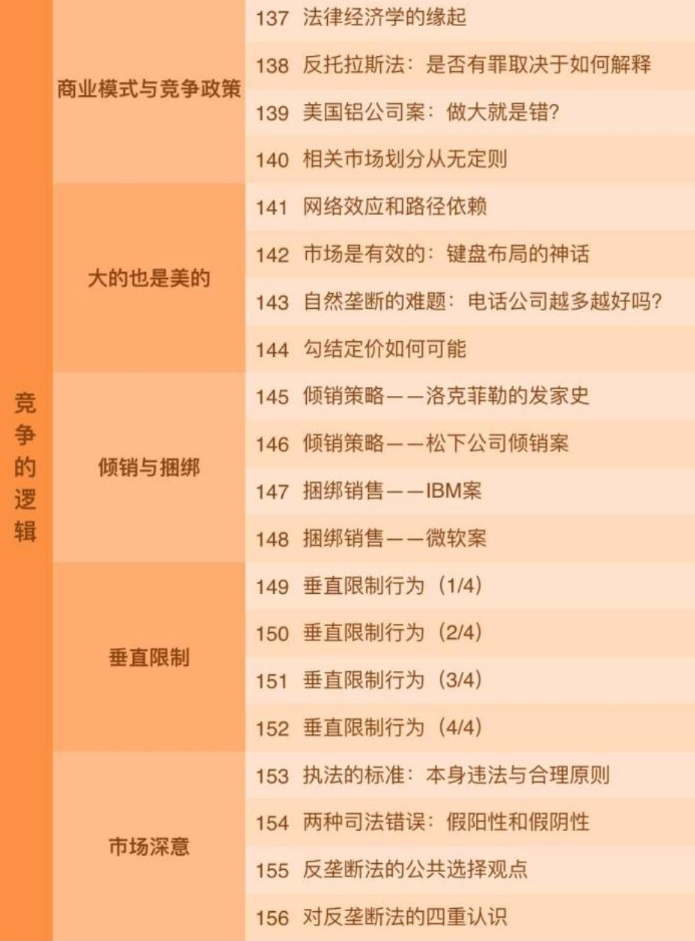 竞争的逻辑
商业模式与竞争政策
137 法律经济学的缘起
138 反托拉斯法：是否有罪取决于如何解释
139 美国铝公司案：做大就是错？
140 相关市场划分从无定则
大的也是美的
141 网络效应和路径依赖
142 市场是有效的：键盘布局的神话
143 自然垄断的难题：电话公司越多越好吗？
144 勾结定价如何可能
倾销与捆绑
145 倾销策略——洛克菲勒的发家史
146 倾销策略——松下公司倾销案
147 捆绑销售——IBM案
148 捆绑销售——微软案
垂直限制
149 垂直限制行为（1/4）
150 垂直限制行为（2/4）
151 垂直限制行为（3/4）
152 垂直限制行为（4/4）
市场深意
153 执法的标准：本身违法与合理原则
154 两种司法错误：假阳性和假阴性
155 反垄断法的公共选择观点
156 对反垄断法的四重认识